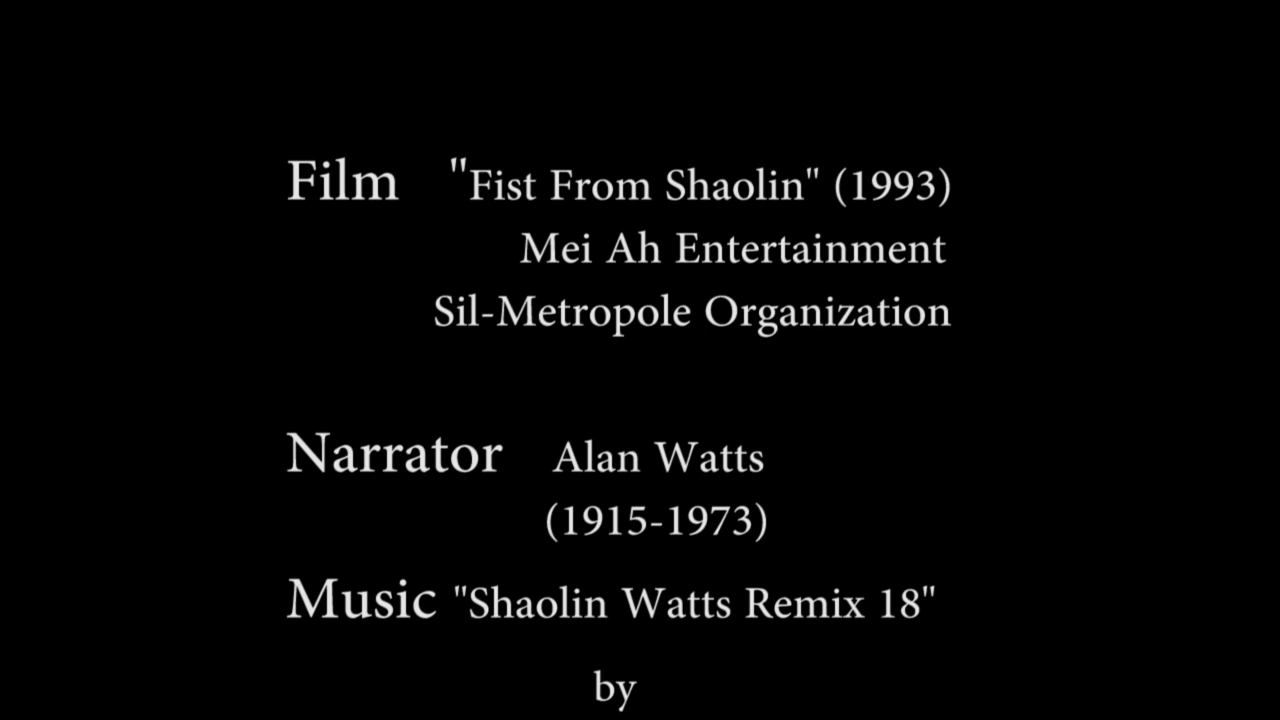 Film "Fist From Shaolin" (1993)
Mei Ah Entertainment
Sil-Metropole Organization
Narrator Alan Watts
(1915-1973)
Music "Shaolin Watts Remix 18"
by